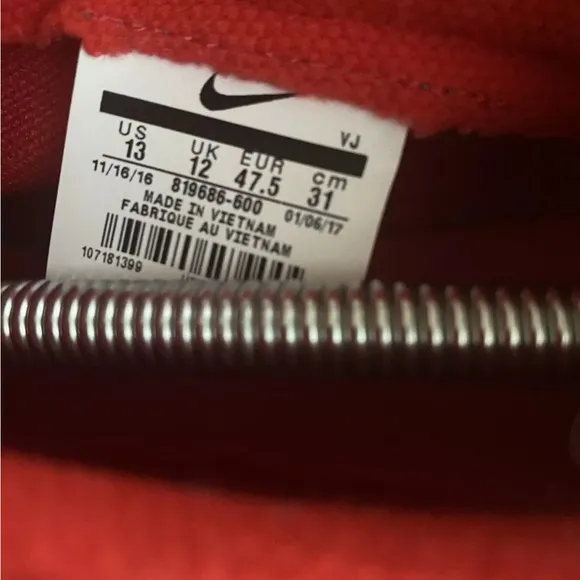 VJ
US UK EUR cm
13 12 47.5 31
11/16/16 819686-600 01/06/17
MADE IN VIETNAM
FABRIQUE AU VIETNAM
107181399